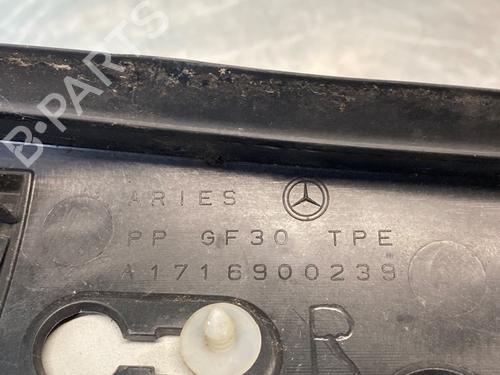 B-PARTS
ARIES
PP GF30 TPE
A1716900239
R